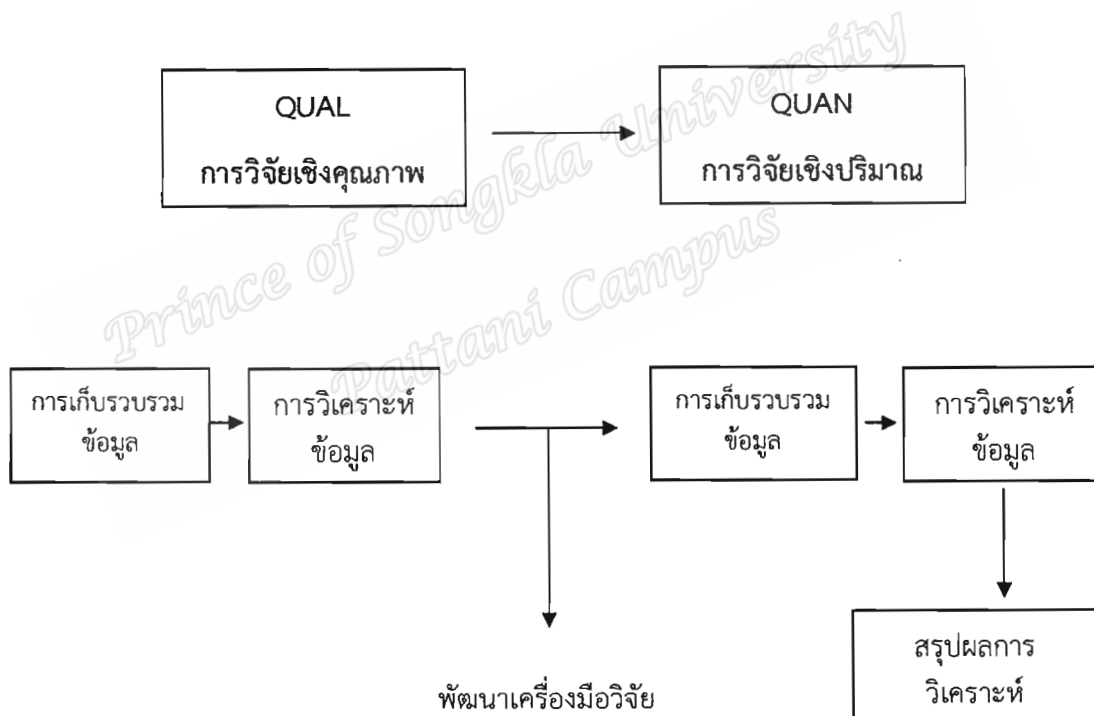 QUAL
การวิจัยเชิงคุณภาพ
QUAN
การวิจัยเชิงปริมาณ
Prince of Songkla University
Pattani Campus
การเก็บรวบรวม
ข้อมูล
การวิเคราะห์
ข้อมูล
การเก็บรวบรวม
ข้อมูล
การวิเคราะห์
ข้อมูล
พัฒนาเครื่องมือวิจัย
สรุปผลการ
วิเคราะห์